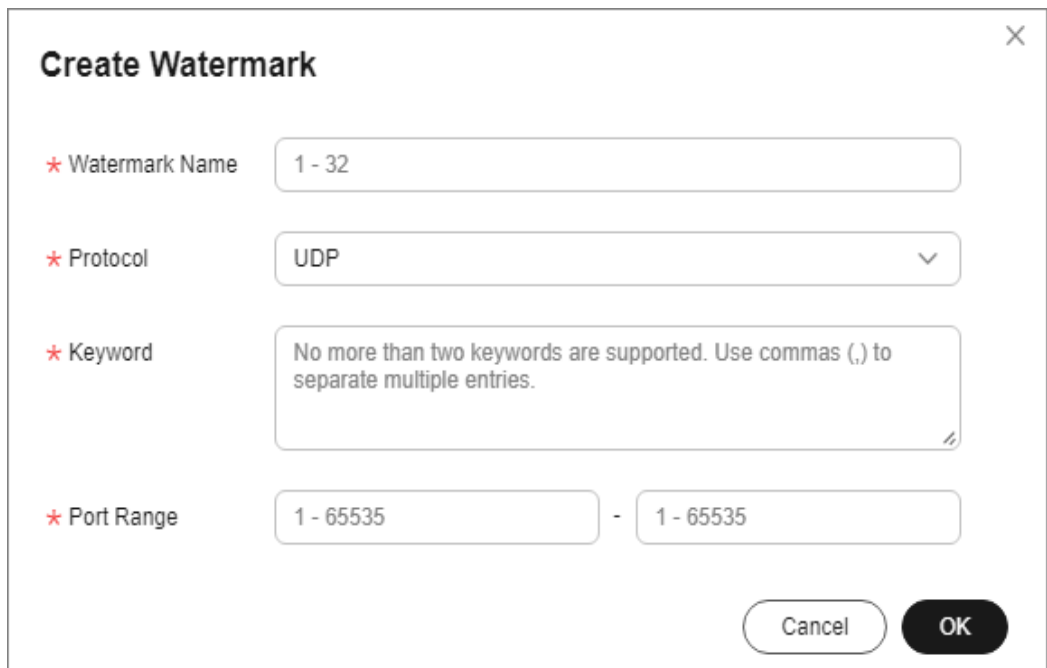 Create Watermark
* Watermark Name 1 - 32
* Protocol UDP
* Keyword No more than two keywords are supported. Use commas (,) to
separate multiple entries.
* Port Range 1 - 65535 - 1 - 65535
Cancel OK